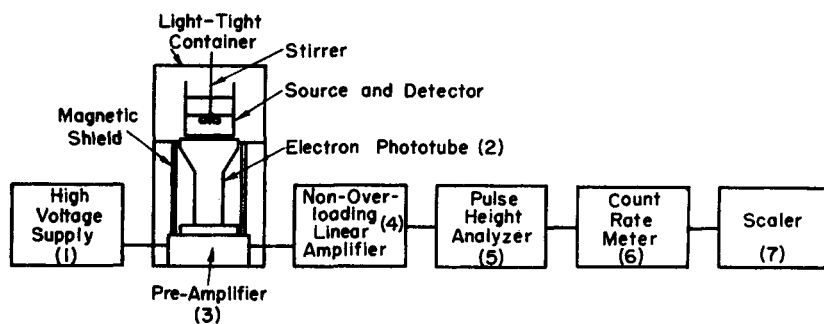 Light-Tight
Container
Stirrer
Source and Detector
Magnetic
Shield
Electron Phototube (2)
High
Voltage
Supply
(1)
Pre-Amplifier
(3)
Non-Over-
loading
Linear (4)
Amplifier
Pulse
Height
Analyzer
(5)
Count
Rate
Meter
(6)
Scaler
(7)